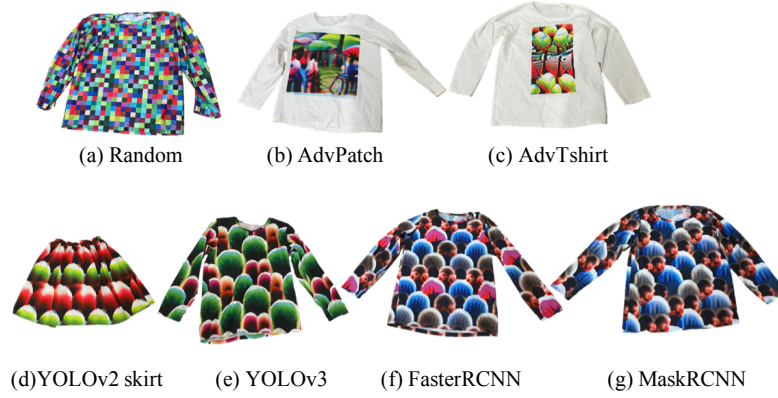 (a) Random
(b) AdvPatch
(c) AdvTshirt
(d)YOLOv2 skirt
(e) YOLOv3
(f) FasterRCNN
(g) MaskRCNN